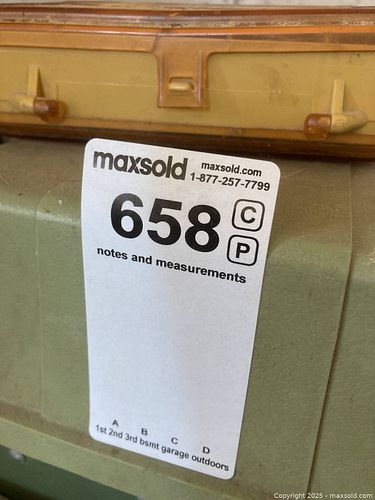 maxsold maxsold.com
1-877-257-7799
658 C
P
notes and measurements
A B C D
1st 2nd 3rd bsmt garage outdoors
Copyright 2025 - maxsold.com